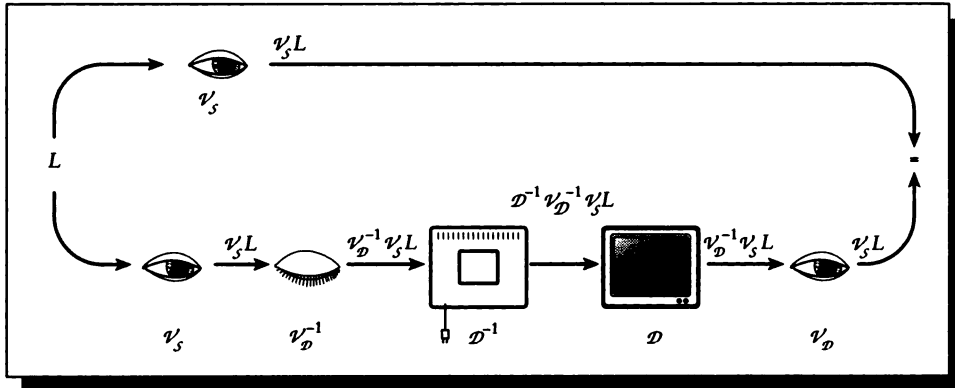 𝒱_S L
𝒱_S
L
=
𝒟⁻¹ 𝒱_𝒟⁻¹ 𝒱_S L
𝒱_S L
𝒱_𝒟⁻¹ 𝒱_S L
𝒱_𝒟⁻¹ 𝒱_S L
𝒱_S L
𝒱_S
𝒱_𝒟⁻¹
𝒟⁻¹
𝒟
𝒱_𝒟